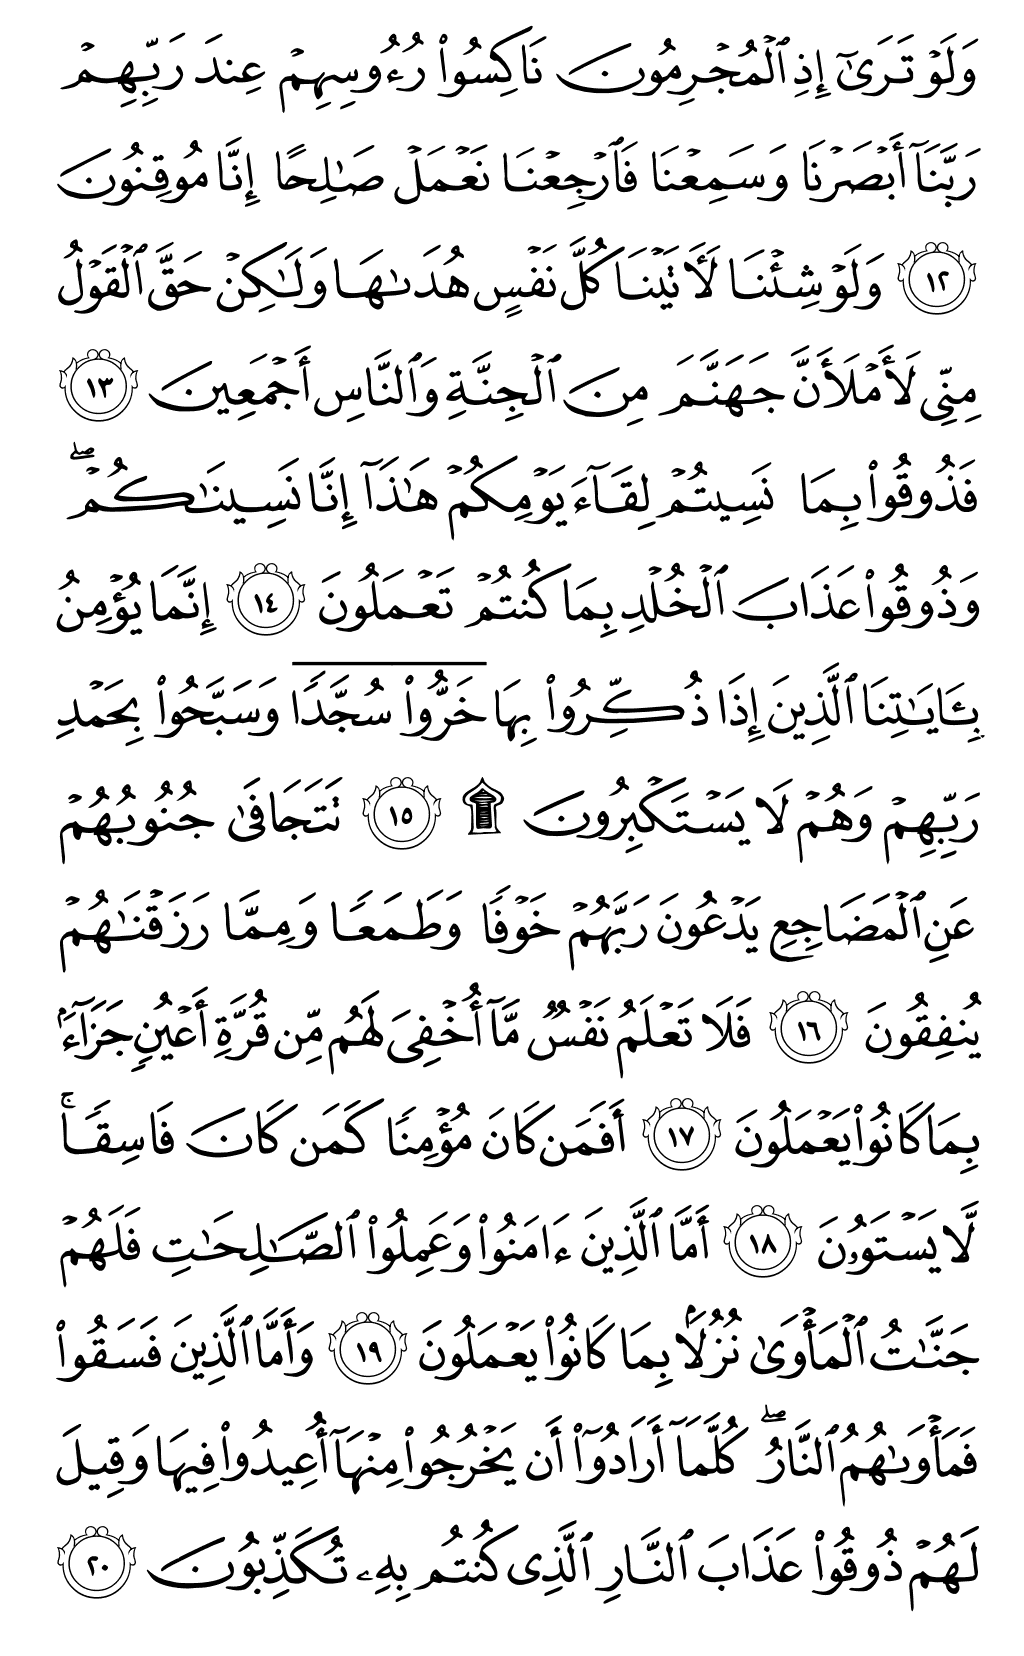 وَلَوْ تَرَىٰٓ إِذِ ٱلْمُجْرِمُونَ نَاكِسُوا۟ رُءُوسِهِمْ عِندَ رَبِّهِمْ
رَبَّنَآ أَبْصَرْنَا وَسَمِعْنَا فَٱرْجِعْنَا نَعْمَلْ صَـٰلِحًا إِنَّا مُوقِنُونَ
١٢ وَلَوْ شِئْنَا لَـَٔاتَيْنَا كُلَّ نَفْسٍ هُدَىٰهَا وَلَـٰكِنْ حَقَّ ٱلْقَوْلُ
مِنِّى لَأَمْلَأَنَّ جَهَنَّمَ مِنَ ٱلْجِنَّةِ وَٱلنَّاسِ أَجْمَعِينَ ١٣
فَذُوقُوا۟ بِمَا نَسِيتُمْ لِقَآءَ يَوْمِكُمْ هَـٰذَآ إِنَّا نَسِينَـٰكُمْ ۖ
وَذُوقُوا۟ عَذَابَ ٱلْخُلْدِ بِمَا كُنتُمْ تَعْمَلُونَ ١٤ إِنَّمَا يُؤْمِنُ
بِـَٔايَـٰتِنَا ٱلَّذِينَ إِذَا ذُكِّرُوا۟ بِهَا خَرُّوا۟ سُجَّدًا وَسَبَّحُوا۟ بِحَمْدِ
رَبِّهِمْ وَهُمْ لَا يَسْتَكْبِرُونَ ۩ ١٥ تَتَجَافَىٰ جُنُوبُهُمْ
عَنِ ٱلْمَضَاجِعِ يَدْعُونَ رَبَّهُمْ خَوْفًا وَطَمَعًا وَمِمَّا رَزَقْنَـٰهُمْ
يُنفِقُونَ ١٦ فَلَا تَعْلَمُ نَفْسٌ مَّآ أُخْفِىَ لَهُم مِّن قُرَّةِ أَعْيُنٍ جَزَآءًۢ
بِمَا كَانُوا۟ يَعْمَلُونَ ١٧ أَفَمَن كَانَ مُؤْمِنًا كَمَن كَانَ فَاسِقًا ۚ
لَّا يَسْتَوُۥنَ ١٨ أَمَّا ٱلَّذِينَ ءَامَنُوا۟ وَعَمِلُوا۟ ٱلصَّـٰلِحَـٰتِ فَلَهُمْ
جَنَّـٰتُ ٱلْمَأْوَىٰ نُزُلًۢا بِمَا كَانُوا۟ يَعْمَلُونَ ١٩ وَأَمَّا ٱلَّذِينَ فَسَقُوا۟
فَمَأْوَىٰهُمُ ٱلنَّارُ ۖ كُلَّمَآ أَرَادُوٓا۟ أَن يَخْرُجُوا۟ مِنْهَآ أُعِيدُوا۟ فِيهَا وَقِيلَ
لَهُمْ ذُوقُوا۟ عَذَابَ ٱلنَّارِ ٱلَّذِى كُنتُم بِهِۦ تُكَذِّبُونَ ٢٠